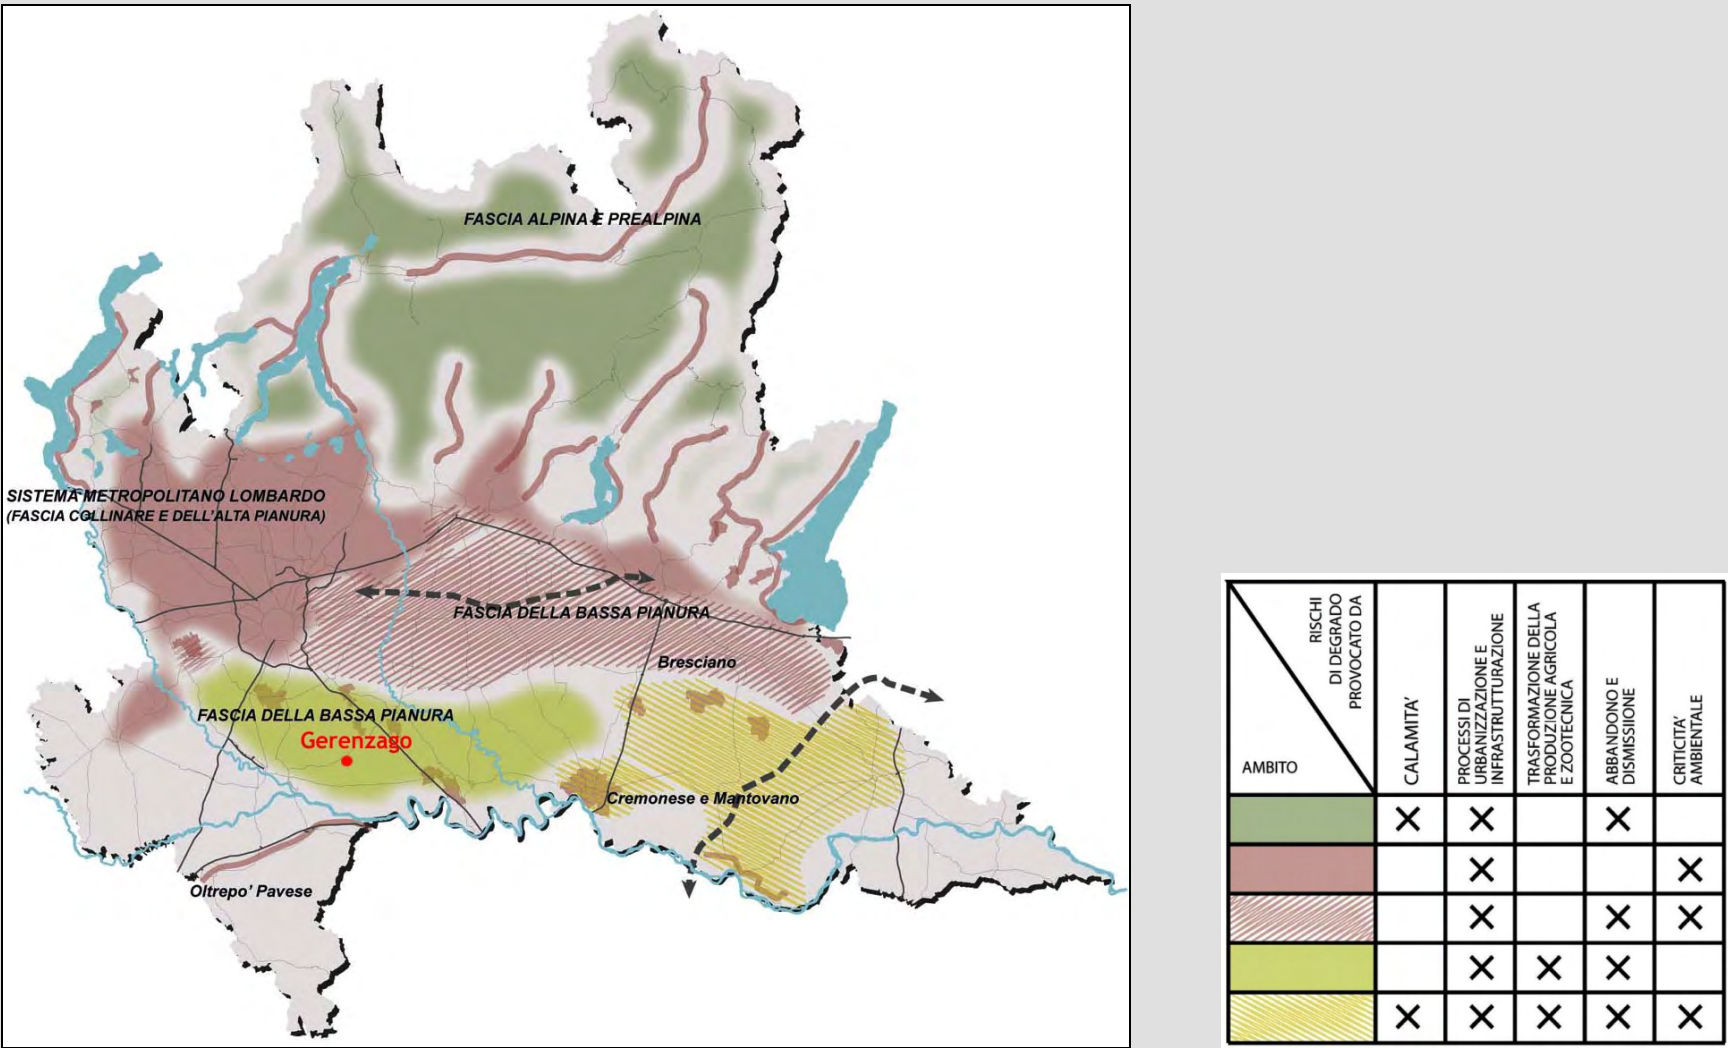 FASCIA ALPINA E PREALPINA
SISTEMA METROPOLITANO LOMBARDO
(FASCIA COLLINARE E DELL'ALTA PIANURA)
FASCIA DELLA BASSA PIANURA
Bresciano
FASCIA DELLA BASSA PIANURA
Gerenzago
Cremonese e Mantovano
Oltrepo' Pavese
RISCHI
DI DEGRADO
PROVOCATO DA
AMBITO
CALAMITA'
PROCESSI DI
URBANIZZAZIONE E
INFRASTRUTTURAZIONE
TRASFORMAZIONE DELLA
PRODUZIONE AGRICOLA
E ZOOTECNICA
ABBANDONO E
DISMISSIONE
CRITICITA'
AMBIENTALE
X X X
X X
X X X
X X X
X X X X X